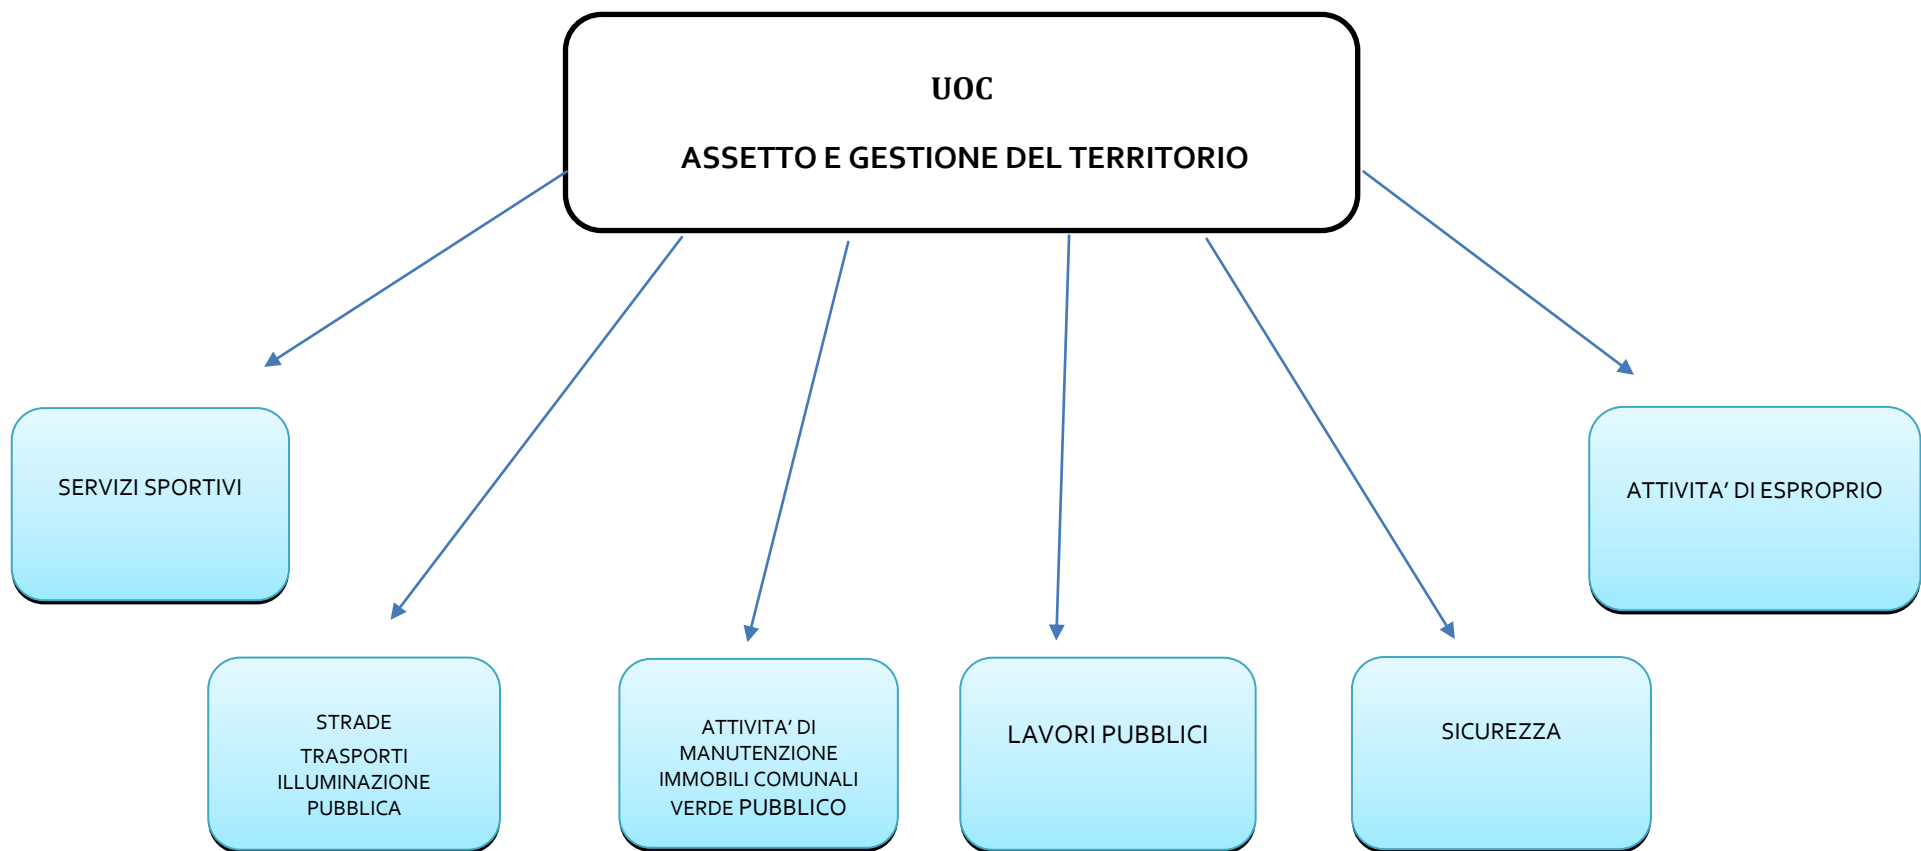 UOC
ASSETTO E GESTIONE DEL TERRITORIO
SERVIZI SPORTIVI
ATTIVITA’ DI ESPROPRIO
STRADE
TRASPORTI
ILLUMINAZIONE
PUBBLICA
ATTIVITA’ DI
MANUTENZIONE
IMMOBILI COMUNALI
VERDE PUBBLICO
LAVORI PUBBLICI
SICUREZZA